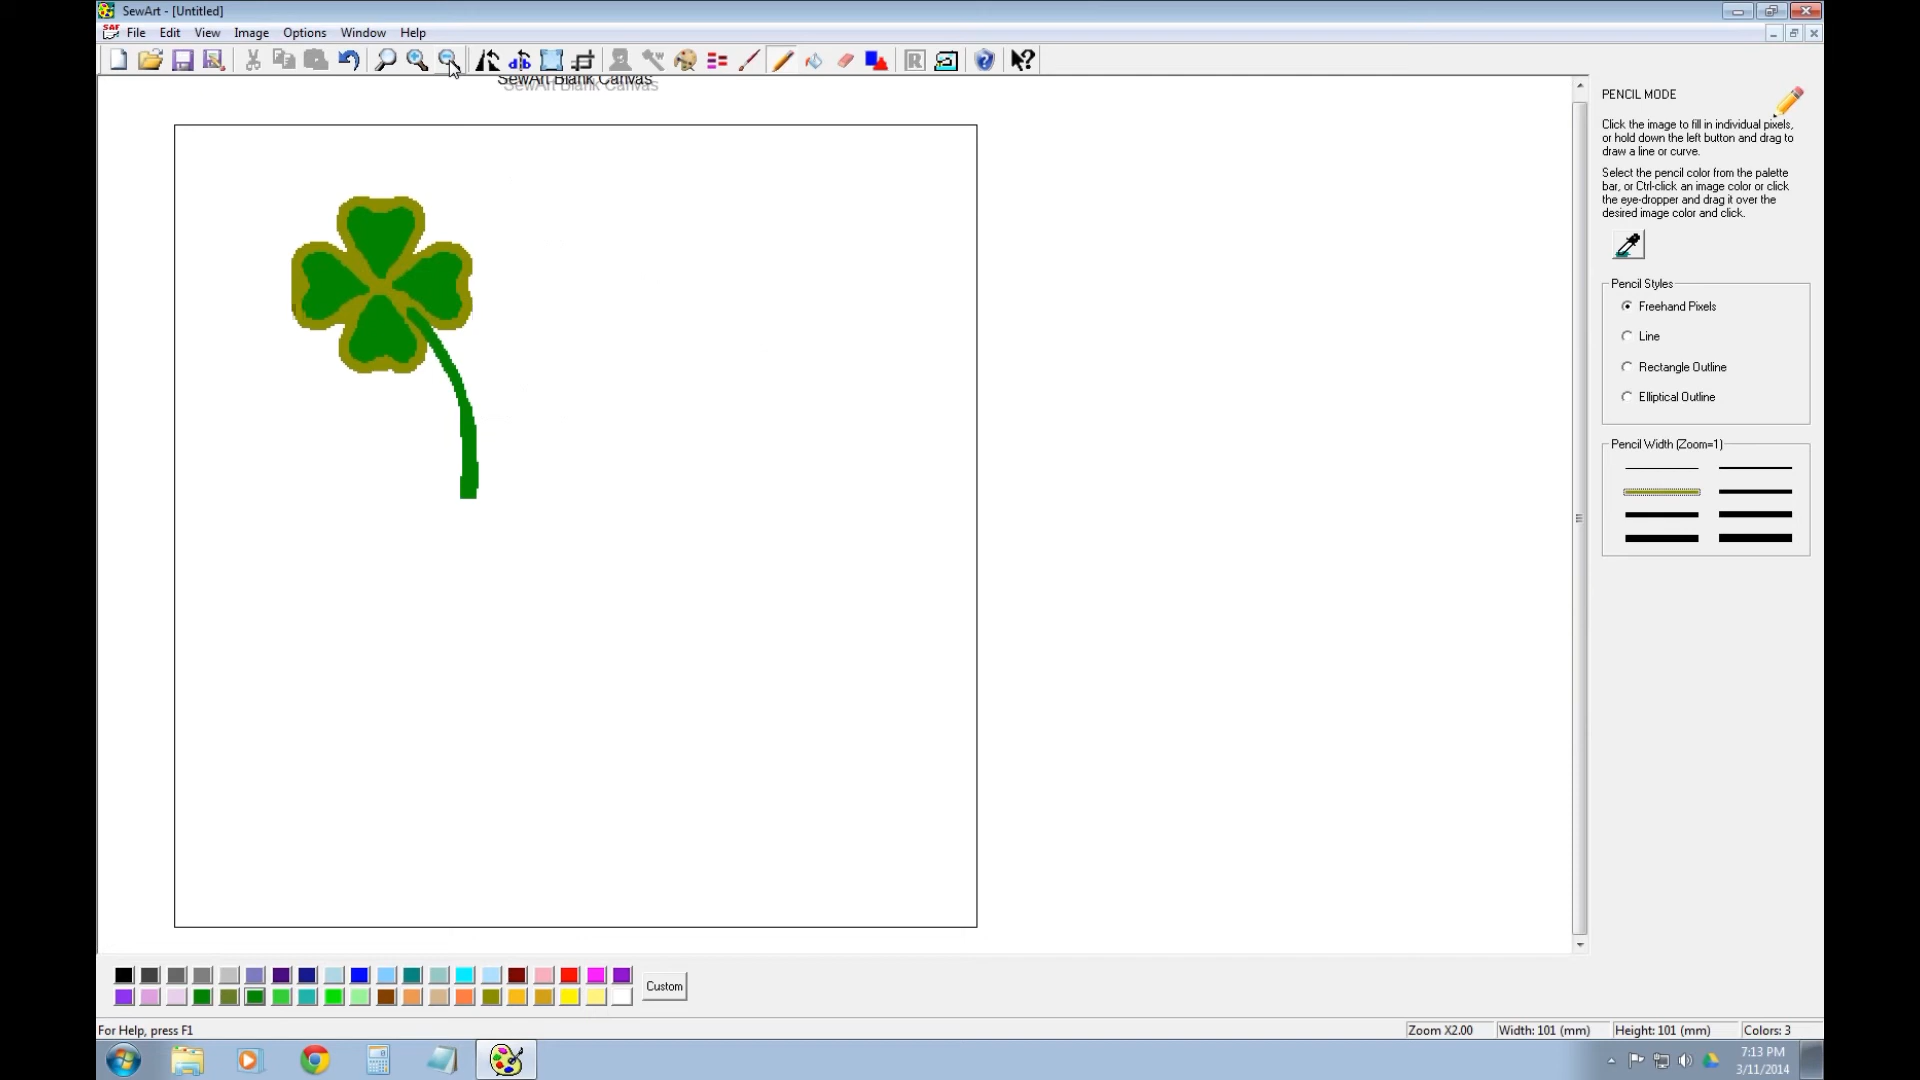 SewArt - [Untitled]
File Edit View Image Options Window Help
SewArt Blank Canvas
SewArt Blank Canvas
PENCIL MODE
Click the image to fill in individual pixels,
or hold down the left button and drag to
draw a line or curve.
Select the pencil color from the palette
bar, or Ctrl-click an image color or click
the eye-dropper and drag it over the
desired image color and click.
Pencil Styles
Freehand Pixels
Line
Rectangle Outline
Elliptical Outline
Pencil Width (Zoom=1)
Custom
For Help, press F1
Zoom X2.00
Width: 101 (mm)
Height: 101 (mm)
Colors: 3
7:13 PM
3/11/2014